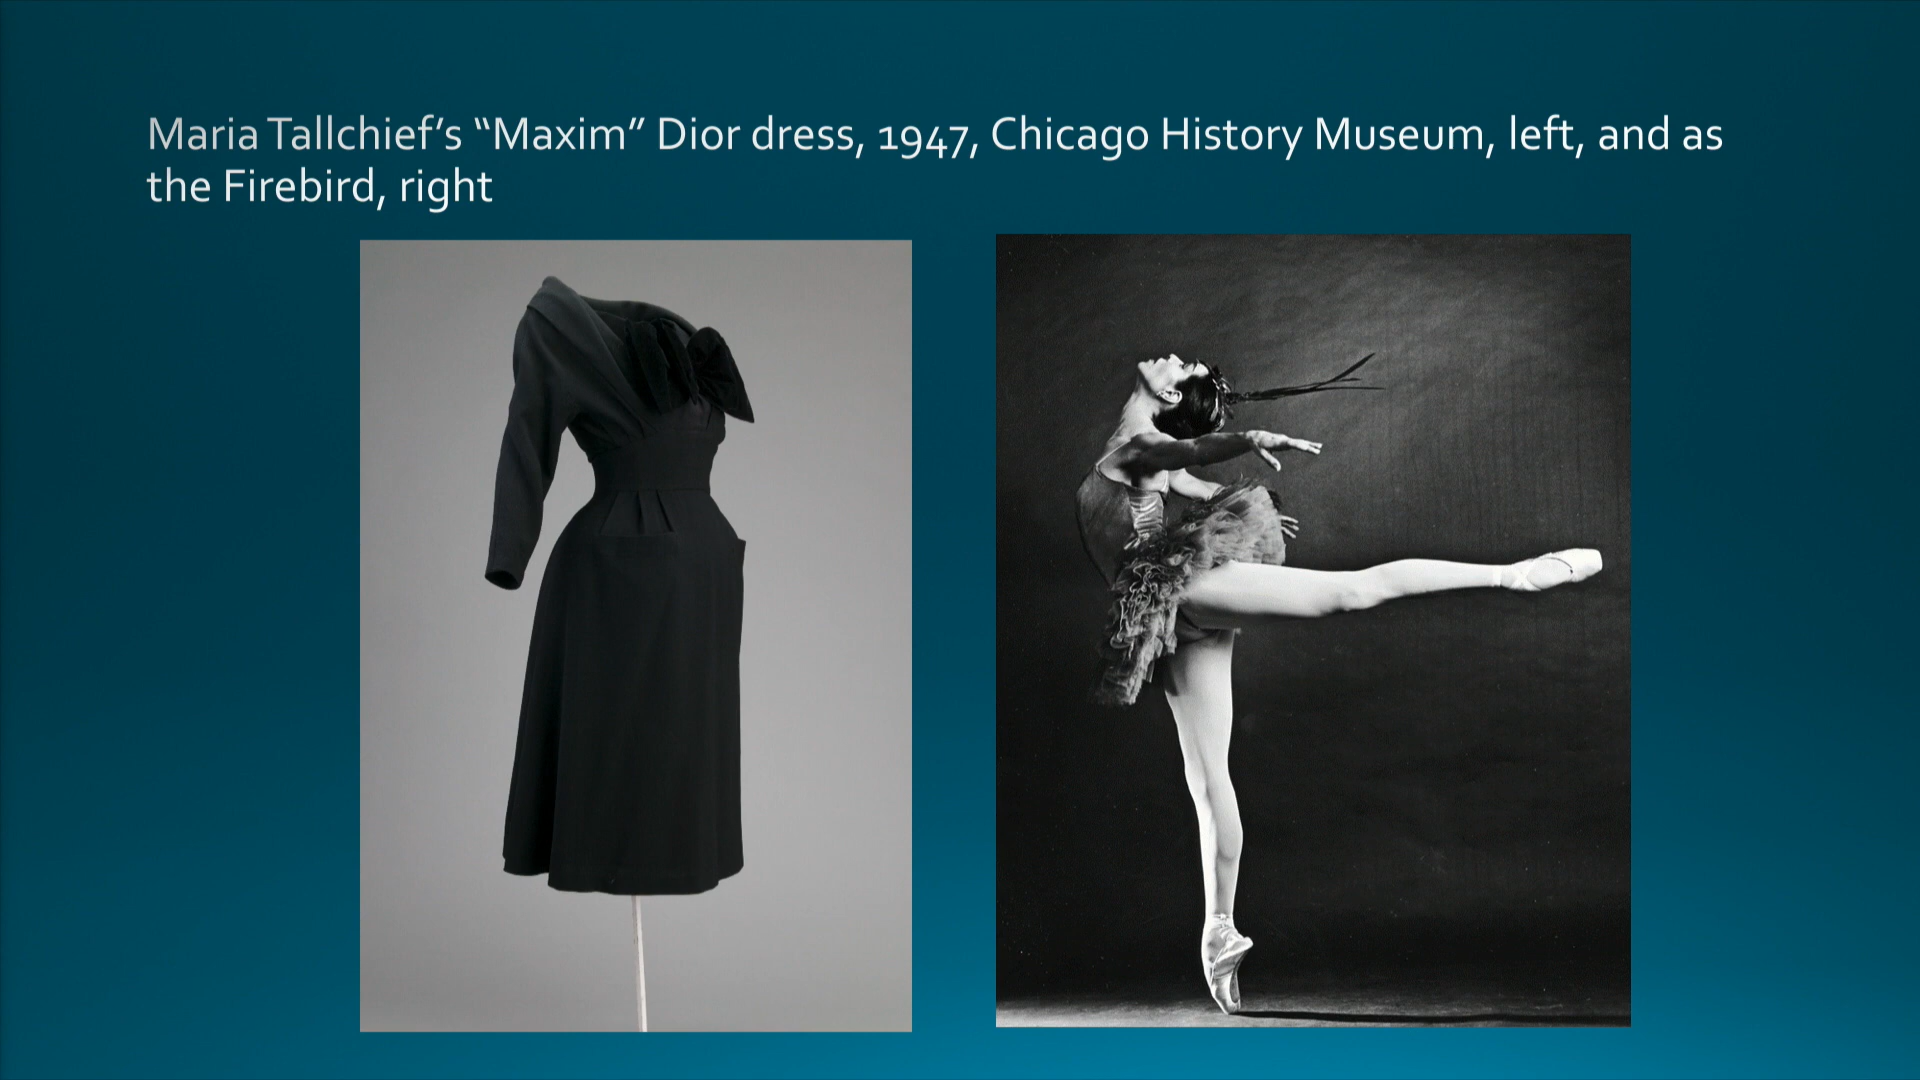 Maria Tallchief’s “Maxim” Dior dress, 1947, Chicago History Museum, left, and as
the Firebird, right